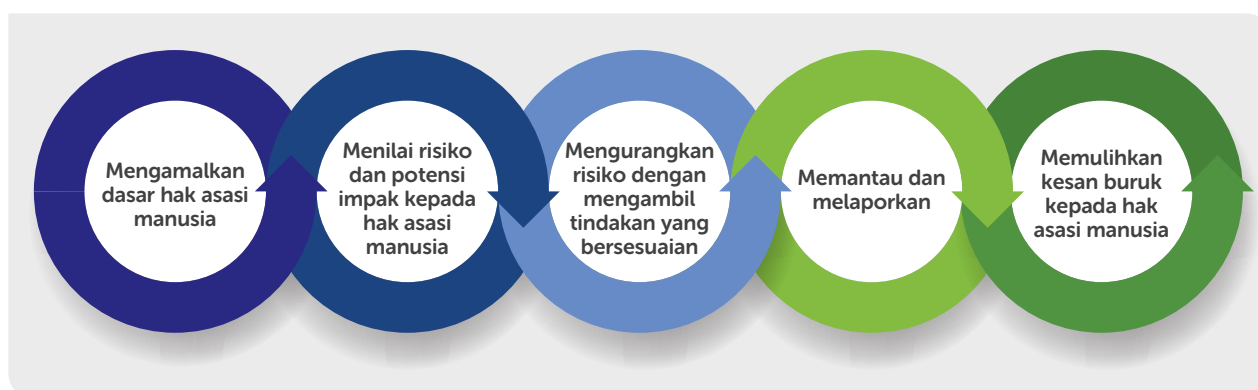 Mengamalkan
dasar hak asasi
manusia
Menilai risiko
dan potensi
impak kepada
hak asasi
manusia
Mengurangkan
risiko dengan
mengambil
tindakan yang
bersesuaian
Memantau dan
melaporkan
Memulihkan
kesan buruk
kepada hak
asasi manusia